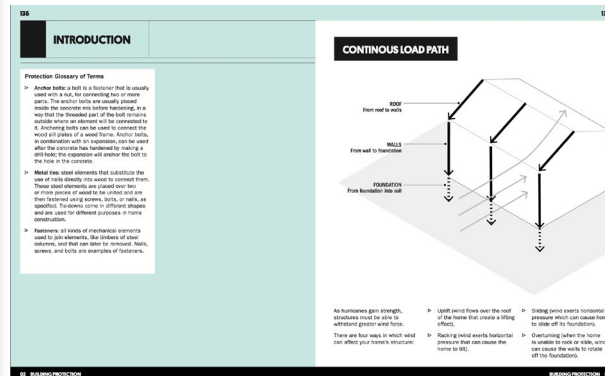 136
INTRODUCTION
Protection Glossary of Terms
Anchor bolts: a bolt is a fastener that is usually
used with a nut, for connecting two or more
parts. The anchor bolts are usually placed
inside the concrete mix before hardening, in a
way that the threaded part of the bolt remains
outside where an element will be connected to
it. Anchoring bolts can be used to connect the
wood sill plates of a wood frame. Anchor bolts,
in combination with an expansion, can be used
after the concrete has hardened by making a
drill hole; the expansion will anchor the bolt to
the hole in the concrete.
Metal ties: steel elements that substitute the
use of nails directly into wood to connect them.
These steel elements are placed over two
or more pieces of wood to be united and are
then fastened using screws, bolts, or nails, as
specified. Tie-downs come in different shapes
and are used for different purposes in home
construction.
Fasteners: all kinds of mechanical elements
used to join elements, like timbers of steel
columns, and that can later be removed. Nails,
screws, and bolts are examples of fasteners.
02 BUILDING PROTECTION
CONTINOUS LOAD PATH
ROOF
From roof to walls
WALLS
From wall to foundation
FOUNDATION
From foundation into soil
As hurricanes gain strength,
structures must be able to
withstand greater wind force.
There are four ways in which wind
can affect your home's structure:
Uplift (wind flows over the roof
of the home that create a lifting
effect).
Racking (wind exerts horizontal
pressure that can cause the
home to tilt).
Sliding (wind exerts horizontal
pressure which can cause
to slide off its foundation).
Overturning (when the home
is unable to rack or slide,
can cause the walls to rotate
off the foundation).
BUILDING PROTECTION